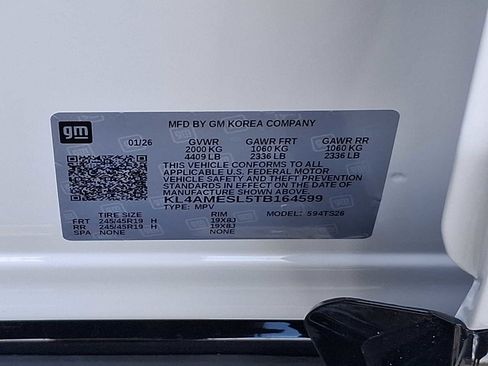 gm
MFD BY GM KOREA COMPANY
01/26 GVWR GAWR FRT GAWR RR
2000 KG 1060 KG 1060 KG
4409 LB 2336 LB 2336 LB
THIS VEHICLE CONFORMS TO ALL
APPLICABLE U.S. FEDERAL MOTOR
VEHICLE SAFETY AND THEFT PREVENTION
STANDARDS IN EFFECT ON THE DATE OF
MANUFACTURE SHOWN ABOVE
KL4AMESL5TB164599
TYPE: MPV MODEL: 594TS26
TIRE SIZE RIM
FRT 245/45R19 H 19X8J
RR 245/45R19 H 19X8J
SPA NONE NONE